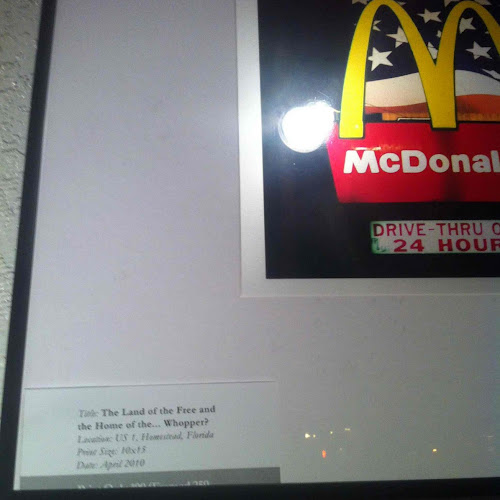 McDonal
DRIVE-THRU O
24 HOUR
Title: The Land of the Free and
the Home of the... Whopper?
Location: US 1, Homestead, Florida
Print Size: 10x15
Date: April 2010